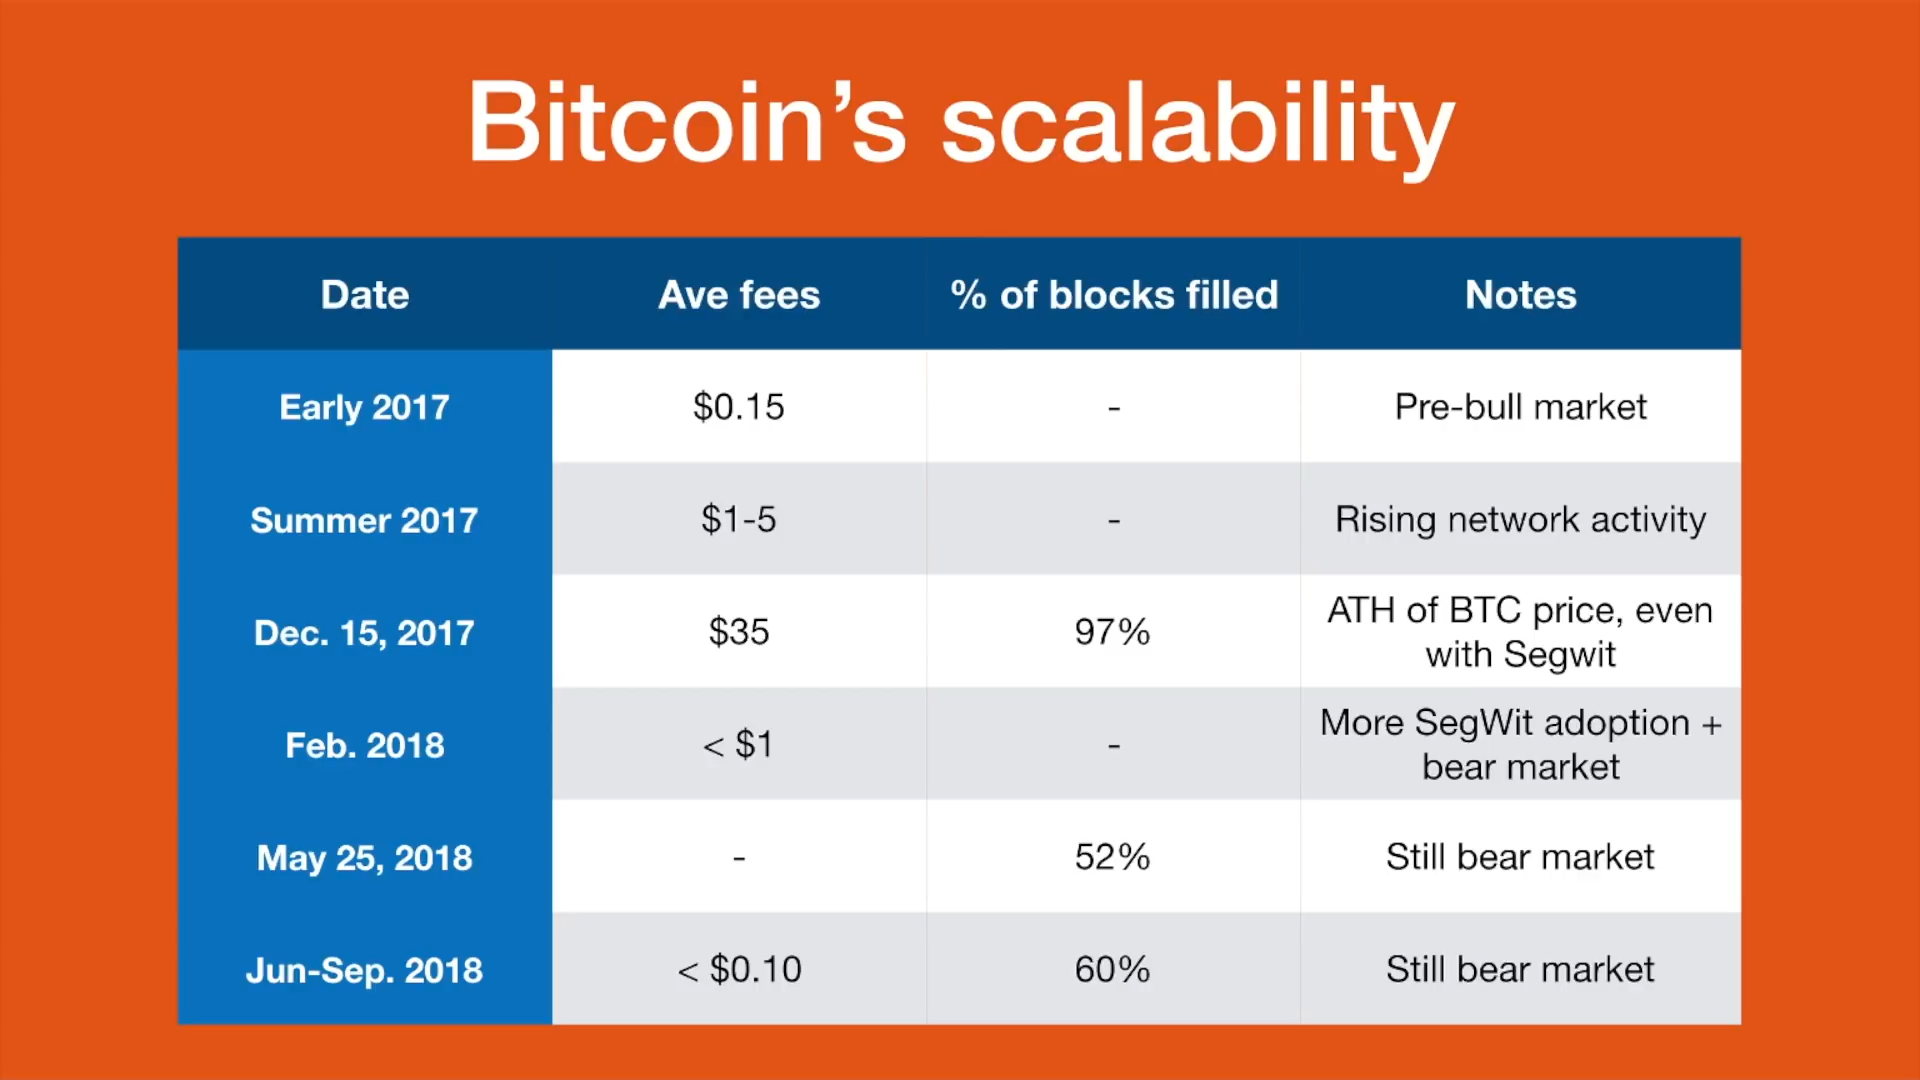 Bitcoin’s scalability
Date Ave fees % of blocks filled Notes
Early 2017 $0.15 - Pre-bull market
Summer 2017 $1-5 - Rising network activity
Dec. 15, 2017 $35 97% ATH of BTC price, even
with Segwit
Feb. 2018 < $1 - More SegWit adoption +
bear market
May 25, 2018 - 52% Still bear market
Jun-Sep. 2018 < $0.10 60% Still bear market